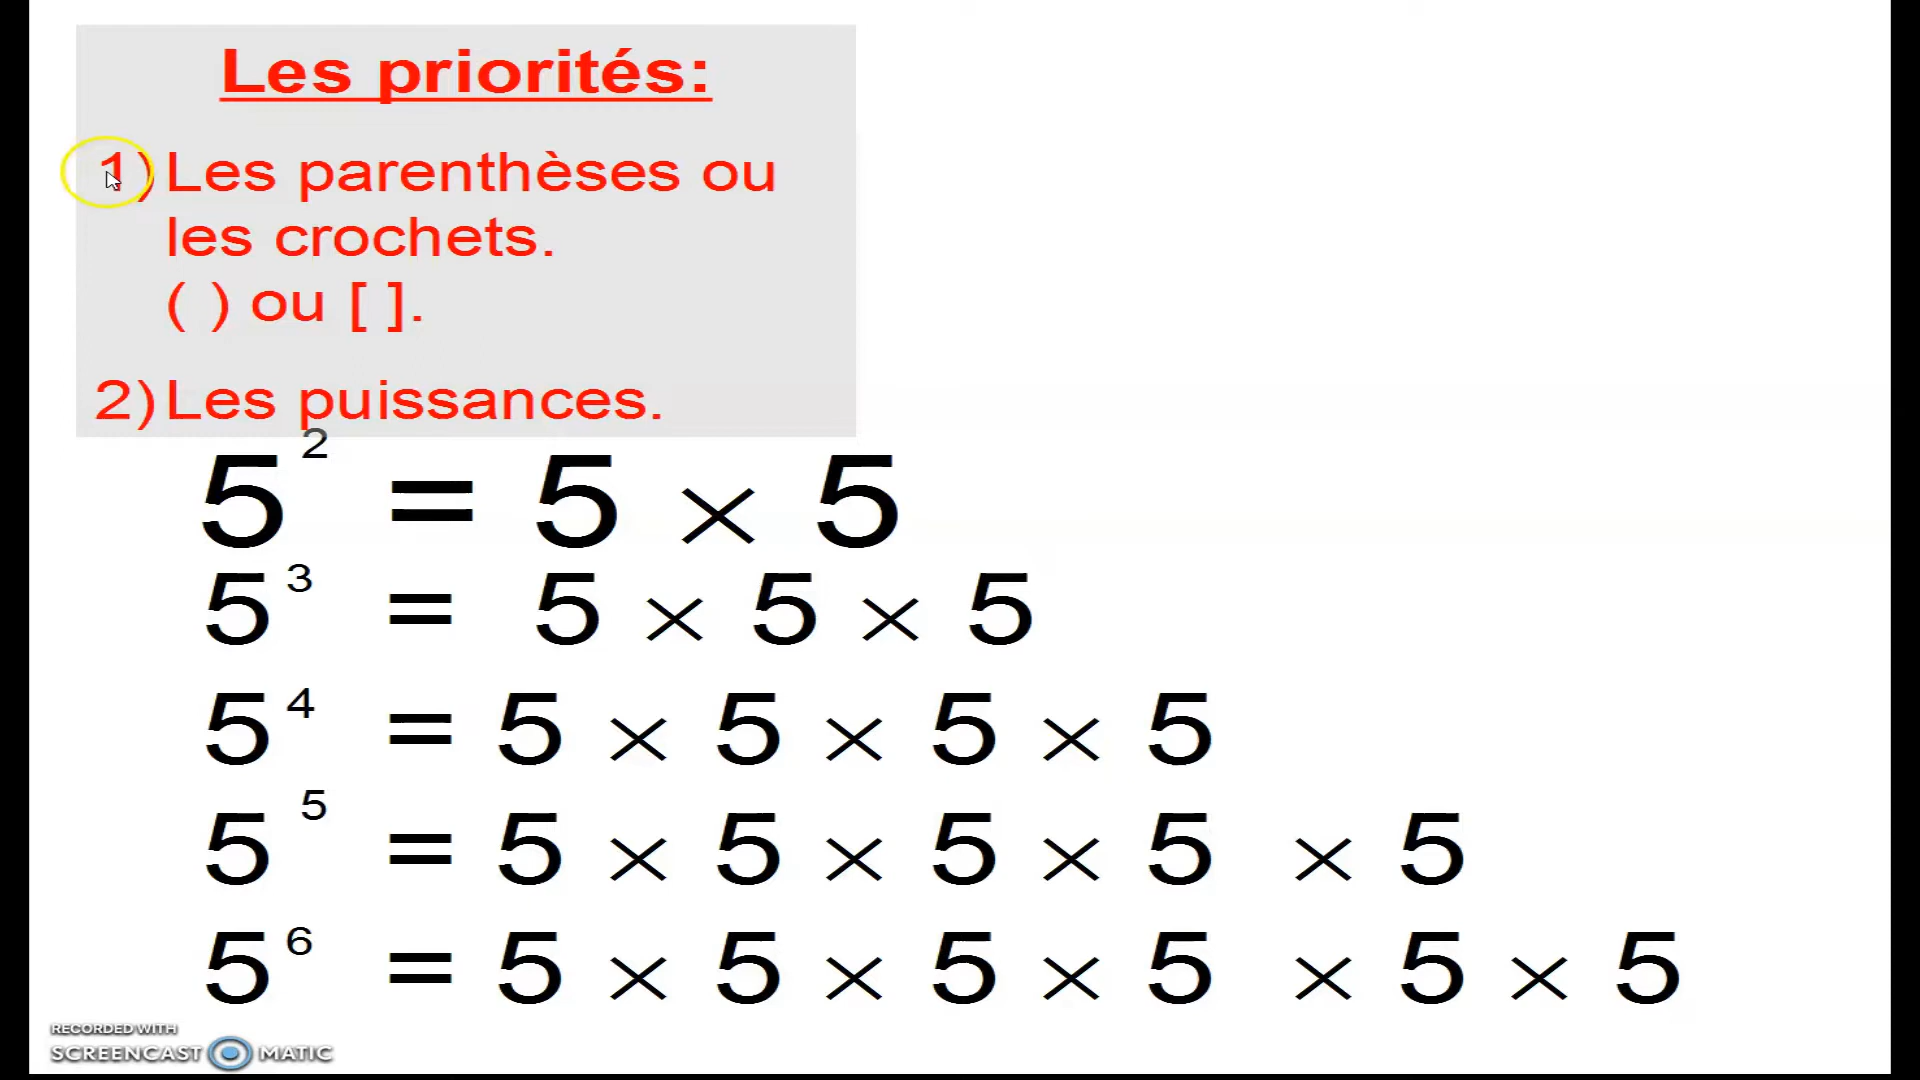 Les priorités:
1) Les parenthèses ou
les crochets.
( ) ou [ ].
2) Les puissances.
5² = 5 × 5
5³ = 5 × 5 × 5
5⁴ = 5 × 5 × 5 × 5
5⁵ = 5 × 5 × 5 × 5 × 5
5⁶ = 5 × 5 × 5 × 5 × 5 × 5
RECORDED WITH
SCREENCAST MATIC